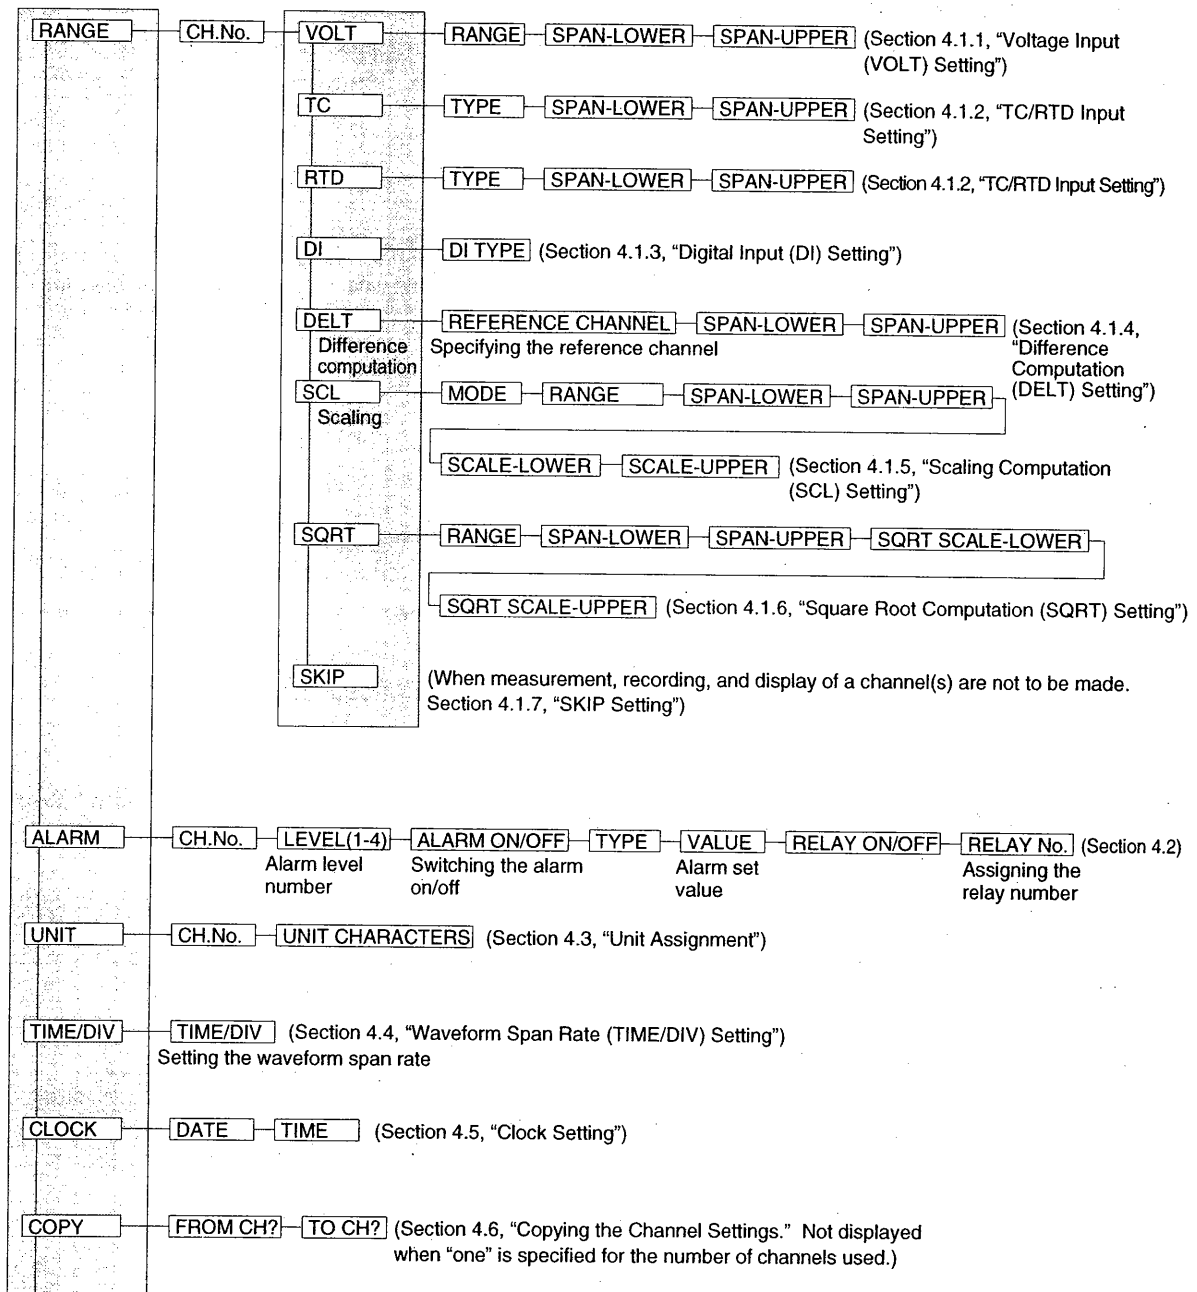 RANGE CH.No. VOLT RANGE SPAN-LOWER SPAN-UPPER (Section 4.1.1, “Voltage Input
(VOLT) Setting”)
TC TYPE SPAN-LOWER SPAN-UPPER (Section 4.1.2, “TC/RTD Input
Setting”)
RTD TYPE SPAN-LOWER SPAN-UPPER (Section 4.1.2, “TC/RTD Input Setting”)
DI DI TYPE (Section 4.1.3, “Digital Input (DI) Setting”)
DELT REFERENCE CHANNEL SPAN-LOWER SPAN-UPPER (Section 4.1.4,
Difference Specifying the reference channel “Difference
computation Computation
SCL MODE RANGE SPAN-LOWER SPAN-UPPER (DELT) Setting”)
Scaling
SCALE-LOWER SCALE-UPPER (Section 4.1.5, “Scaling Computation
(SCL) Setting”)
SQRT RANGE SPAN-LOWER SPAN-UPPER SQRT SCALE-LOWER
SQRT SCALE-UPPER (Section 4.1.6, “Square Root Computation (SQRT) Setting”)
SKIP (When measurement, recording, and display of a channel(s) are not to be made.
Section 4.1.7, “SKIP Setting”)
ALARM CH.No. LEVEL(1-4) ALARM ON/OFF TYPE VALUE RELAY ON/OFF RELAY No. (Section 4.2)
Alarm level Switching the alarm Alarm set Assigning the
number on/off value relay number
UNIT CH.No. UNIT CHARACTERS (Section 4.3, “Unit Assignment”)
TIME/DIV TIME/DIV (Section 4.4, “Waveform Span Rate (TIME/DIV) Setting”)
Setting the waveform span rate
CLOCK DATE TIME (Section 4.5, “Clock Setting”)
COPY FROM CH? TO CH? (Section 4.6, “Copying the Channel Settings.” Not displayed
when “one” is specified for the number of channels used.)